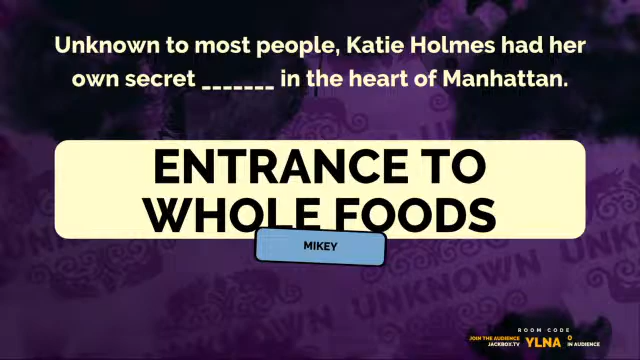 Unknown to most people, Katie Holmes had her
own secret _______ in the heart of Manhattan.
ENTRANCE TO
WHOLE FOODS
MIKEY
ROOM CODE
JOIN THE AUDIENCE
JACKBOX.TV
YLNA
0
IN AUDIENCE
UNKNOWN